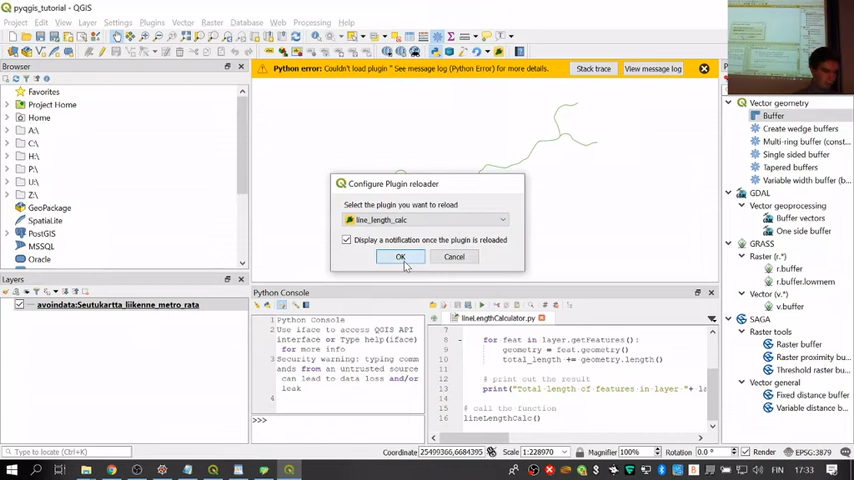 pyqgis_tutorial — QGIS
Project Edit View Layer Settings Plugins Vector Raster Database Web Processing Help
Browser
Python error: Couldn't load plugin '' See message log (Python Error) for more details.
Stack trace
View message log
Favorites
Project Home
Home
A:\
C:\
H:\
P:\
U:\
Z:\
GeoPackage
SpatiaLite
PostGIS
MSSQL
Oracle
Configure Plugin reloader
Select the plugin you want to reload
line_length_calc
Display a notification once the plugin is reloaded
OK
Cancel
Vector geometry
Buffer
Create wedge buffers
Multi-ring buffer (const
Single sided buffer
Tapered buffers
Variable width buffer (b
GDAL
Vector geoprocessing
Buffer vectors
One side buffer
GRASS
Raster (r.*)
r.buffer
r.buffer.lowmem
Vector (v.*)
v.buffer
SAGA
Raster tools
Raster buffer
Raster proximity bu
Threshold raster bu
Vector general
Fixed distance buffer
Variable distance b
Layers
avoindata:Seutukartta_liikenne_metro_rata
Python Console
1 Python Console
2 Use iface to access QGIS API
interface or Type help(iface)
for more info
3 Security warning: typing comm
ands from an untrusted source
can lead to data loss and/or
leak
4
>>>
lineLengthCalculator.py
7
8 for feat in layer.getFeatures():
9 geometry = feat.geometry()
10 total_length += geometry.length()
11
12 # print out the result
13 print("Total length of features in layer "+ la
14
15 # call the function
16 lineLengthCalc()
Type to locate (Ctrl+K)
Coordinate 25499366,6684395
Scale 1:228970
Magnifier 100%
Rotation 0.0 °
Render
EPSG:3879
FIN
17:33